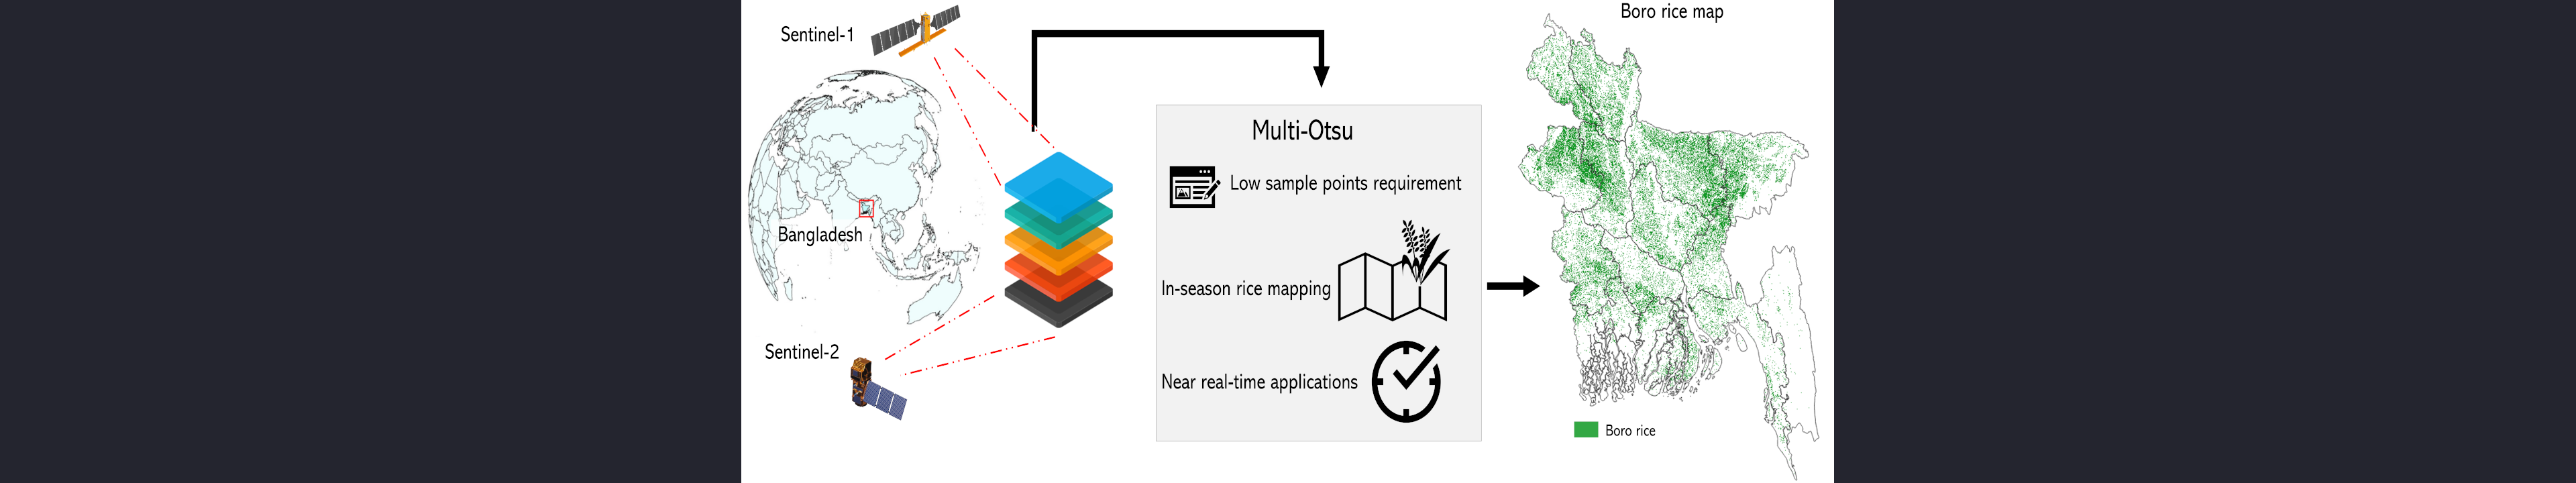 Sentinel-1
Bangladesh
Sentinel-2
Multi-Otsu
Low sample points requirement
In-season rice mapping
Near real-time applications
Boro rice map
Boro rice